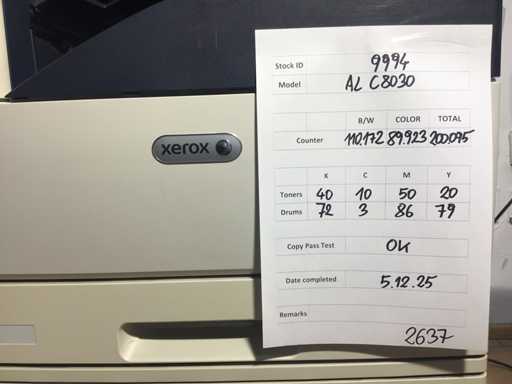 xerox
Stock ID 9994
Model AL C8030
B/W COLOR TOTAL
Counter 110.172 89.923 200.095
K C M Y
Toners 40 10 50 20
Drums 72 3 86 79
Copy Pass Test OK
Date completed 5.12.25
Remarks
2637